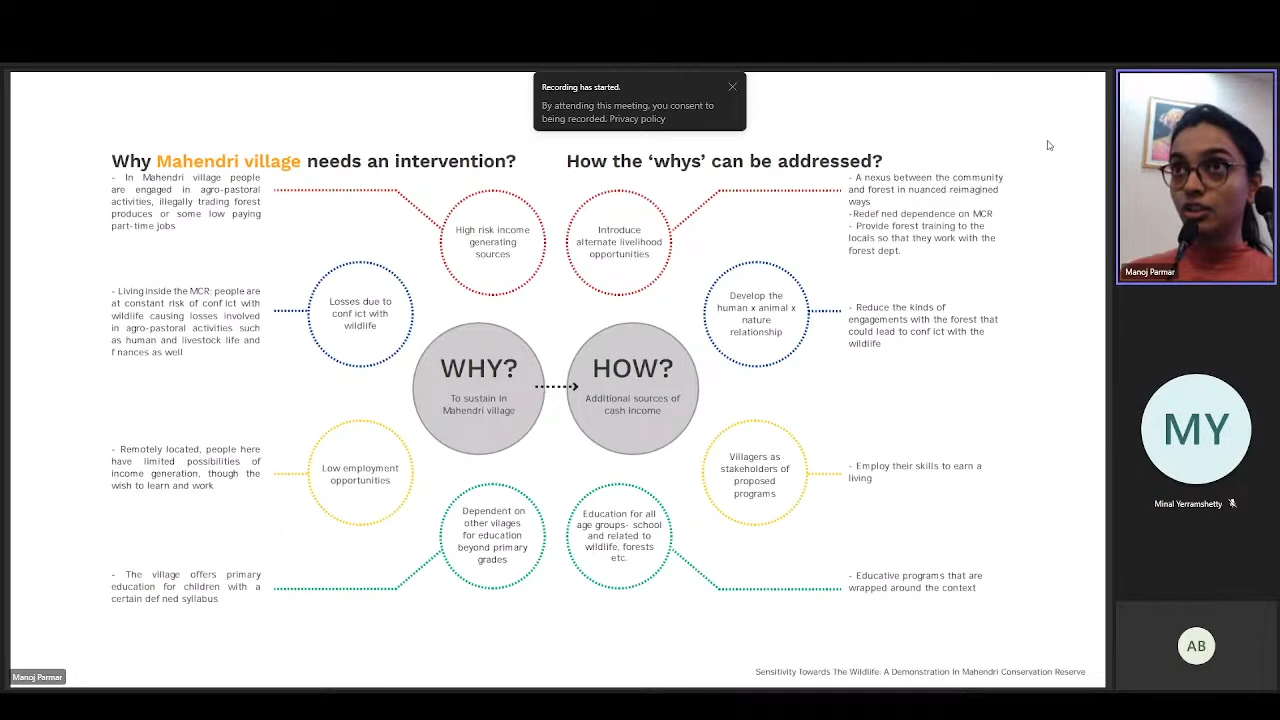 Recording has started.
By attending this meeting, you consent to
being recorded. Privacy policy
Why Mahendri village needs an intervention?
- In Mahendri village people
are engaged in agro-pastoral
activities, illegally trading forest
produces or some low paying
part-time jobs
High risk income
generating
sources
- Living inside the MCR; people are
at constant risk of conf ict with
wildlife causing losses involved
in agro-pastoral activities such
as human and livestock life and
f nances as well
Losses due to
conf ict with
wildlife
WHY?
To sustain in
Mahendri village
- Remotely located, people here
have limited possibilities of
income generation, though the
wish to learn and work
Low employment
opportunities
Dependent on
other vilages
for education
beyond primary
grades
- The village offers primary
education for children with a
certain def ned syllabus
How the ‘whys’ can be addressed?
Introduce
alternate livelihood
opportunities
- A nexus between the community
and forest in nuanced reimagined
ways
-Redef ned dependence on MCR
- Provide forest training to the
locals so that they work with the
forest dept.
Develop the
human x animal x
nature
relationship
- Reduce the kinds of
engagements with the forest that
could lead to conf ict with the
wildlife
HOW?
Additional sources of
cash income
Villagers as
stakeholders of
proposed
programs
- Employ their skills to earn a
living
Education for all
age groups- school
and related to
wildlife, forests
etc.
- Educative programs that are
wrapped around the context
Sensitivity Towards The Wildlife: A Demonstration In Mahendri Conservation Reserve
Manoj Parmar
Manoj Parmar
MY
Minal Yerramshetty
AB